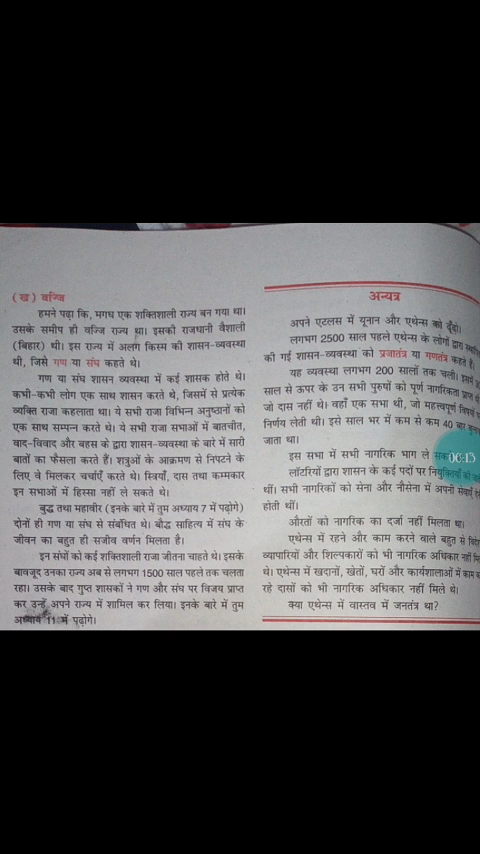 (ख) वज्जि
हमने पढ़ा कि, मगध एक शक्तिशाली राज्य बन गया था।
उसके समीप ही वज्जि राज्य था। इसकी राजधानी वैशाली
(बिहार) थी। इस राज्य में अलग किस्म की शासन-व्यवस्था
थी, जिसे गण या संघ कहते थे।
गण या संघ शासन व्यवस्था में कई शासक होते थे।
कभी-कभी लोग एक साथ शासन करते थे, जिसमें से प्रत्येक
व्यक्ति राजा कहलाता था। ये सभी राजा विभिन्न अनुष्ठानों को
एक साथ सम्पन्न करते थे। ये सभी राजा सभाओं में बातचीत,
वाद-विवाद और बहस के द्वारा शासन-व्यवस्था के बारे में सारी
बातों का फैसला करते हैं। शत्रुओं के आक्रमण से निपटने के
लिए वे मिलकर चर्चाएँ करते थे। स्त्रियाँ, दास तथा कम्मकार
इन सभाओं में हिस्सा नहीं ले सकते थे।
बुद्ध तथा महावीर (इनके बारे में तुम अध्याय 7 में पढ़ोगे)
दोनों ही गण या संघ से संबंधित थे। बौद्ध साहित्य में संघ के
जीवन का बहुत ही सजीव वर्णन मिलता है।
इन संघों को कई शक्तिशाली राजा जीतना चाहते थे। इसके
बावजूद उनका राज्य अब से लगभग 1500 साल पहले तक चलता
रहा। उसके बाद गुप्त शासकों ने गण और संघ पर विजय प्राप्त
कर उन्हें अपने राज्य में शामिल कर लिया। इनके बारे में तुम
अध्याय 11 में पढ़ोगे।
अन्यत्र
अपने एटलस में यूनान और एथेन्स को ढूँढ़ो।
लगभग 2500 साल पहले एथेन्स के लोगों द्वारा
की गई शासन-व्यवस्था को प्रजातंत्र या गणतंत्र कहते हैं।
यह व्यवस्था लगभग 200 सालों तक चली। इसमें
साल से ऊपर के उन सभी पुरुषों को पूर्ण नागरिकता प्राप्त
जो दास नहीं थे। वहाँ एक सभा थी, जो महत्त्वपूर्ण विषयों
निर्णय लेती थी। इसे साल भर में कम से कम 40 बार
जाता था।
इस सभा में सभी नागरिक भाग ले
00:13
लॉटरियों द्वारा शासन के कई पदों पर नियुक्तियाँ
थीं। सभी नागरिकों को सेना और नौसेना में अपनी सेवाएँ
होती थीं।
औरतों को नागरिक का दर्जा नहीं मिलता था।
एथेन्स में रहने और काम करने वाले बहुत से
व्यापारियों और शिल्पकारों को भी नागरिक अधिकार नहीं
थे। एथेन्स में खदानों, खेतों, घरों और कार्यशालाओं में काम
रहे दासों को भी नागरिक अधिकार नहीं मिले थे।
क्या एथेन्स में वास्तव में जनतंत्र था?